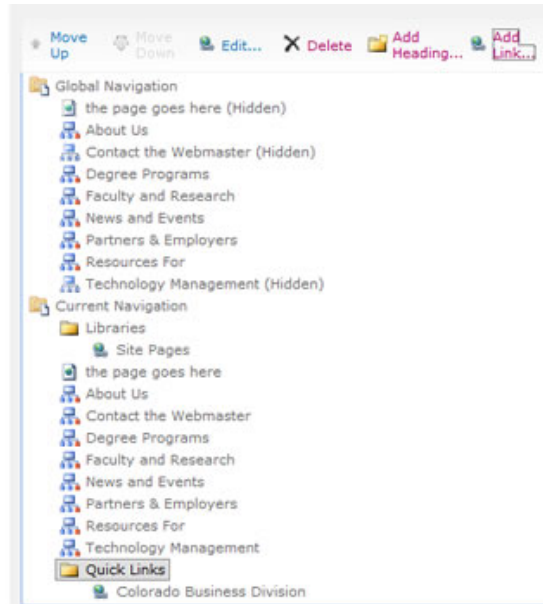 Move Up
Move Down
Edit...
Delete
Add Heading...
Add Link...
Global Navigation
the page goes here (Hidden)
About Us
Contact the Webmaster (Hidden)
Degree Programs
Faculty and Research
News and Events
Partners & Employers
Resources For
Technology Management (Hidden)
Current Navigation
Libraries
Site Pages
the page goes here
About Us
Contact the Webmaster
Degree Programs
Faculty and Research
News and Events
Partners & Employers
Resources For
Technology Management
Quick Links
Colorado Business Division